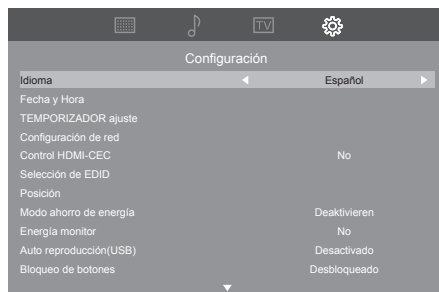 TV
Configuración
Idioma Español
Fecha y Hora
TEMPORIZADOR ajuste
Configuración de red
Control HDMI-CEC No
Selección de EDID
Posición
Modo ahorro de energía Deaktivieren
Energía monitor No
Auto reproducción(USB) Desactivado
Bloqueo de botones Desbloqueado